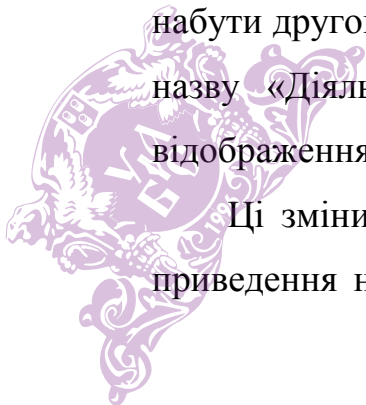 набути другог
назву «Діяль
відображення
Ці зміни
приведення н